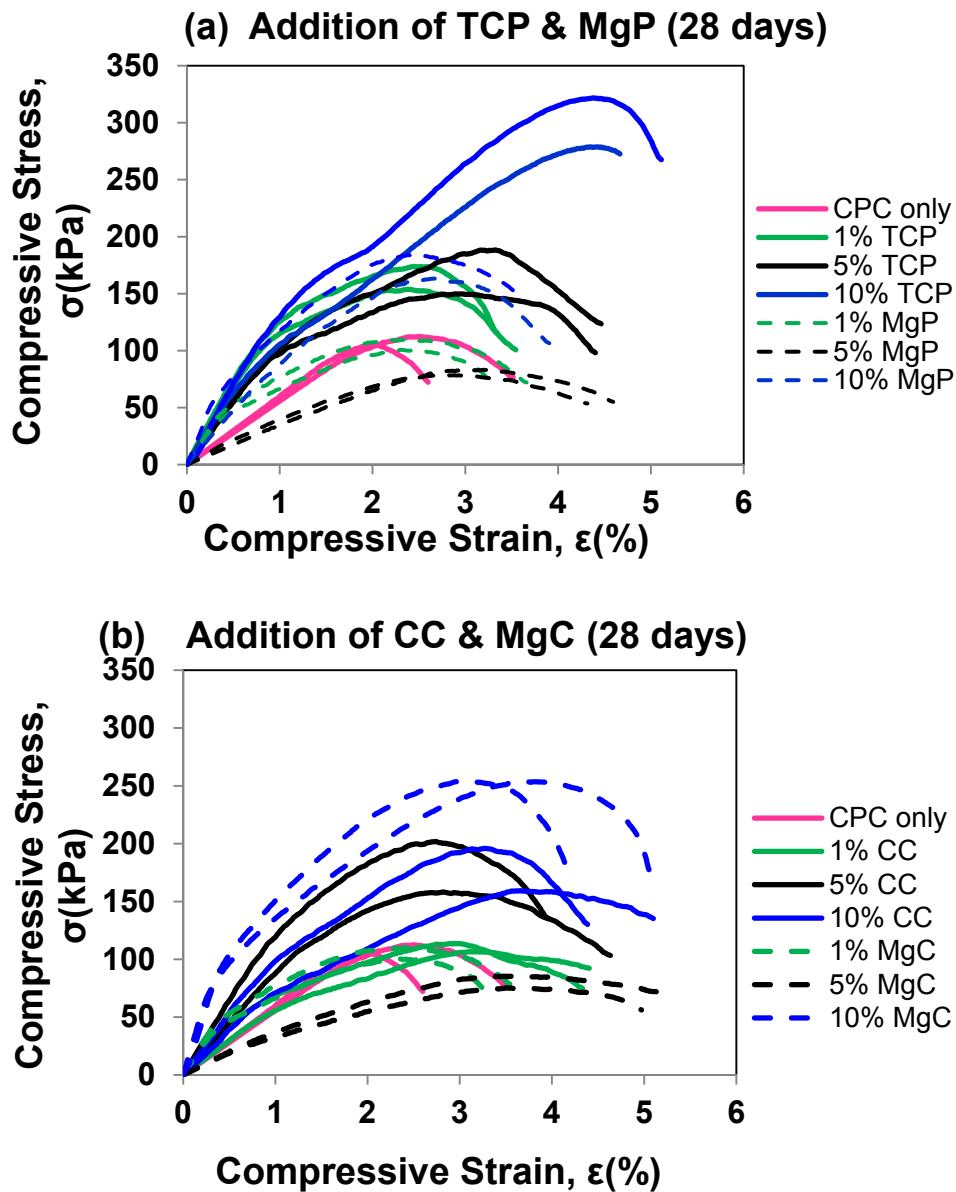 (a) Addition of TCP & MgP (28 days)
Compressive Stress,
σ(kPa)
350
300
250
200
150
100
50
0
0 1 2 3 4 5 6
Compressive Strain, ε(%)
CPC only
1% TCP
5% TCP
10% TCP
1% MgP
5% MgP
10% MgP
(b) Addition of CC & MgC (28 days)
Compressive Stress,
σ(kPa)
350
300
250
200
150
100
50
0
0 1 2 3 4 5 6
Compressive Strain, ε(%)
CPC only
1% CC
5% CC
10% CC
1% MgC
5% MgC
10% MgC